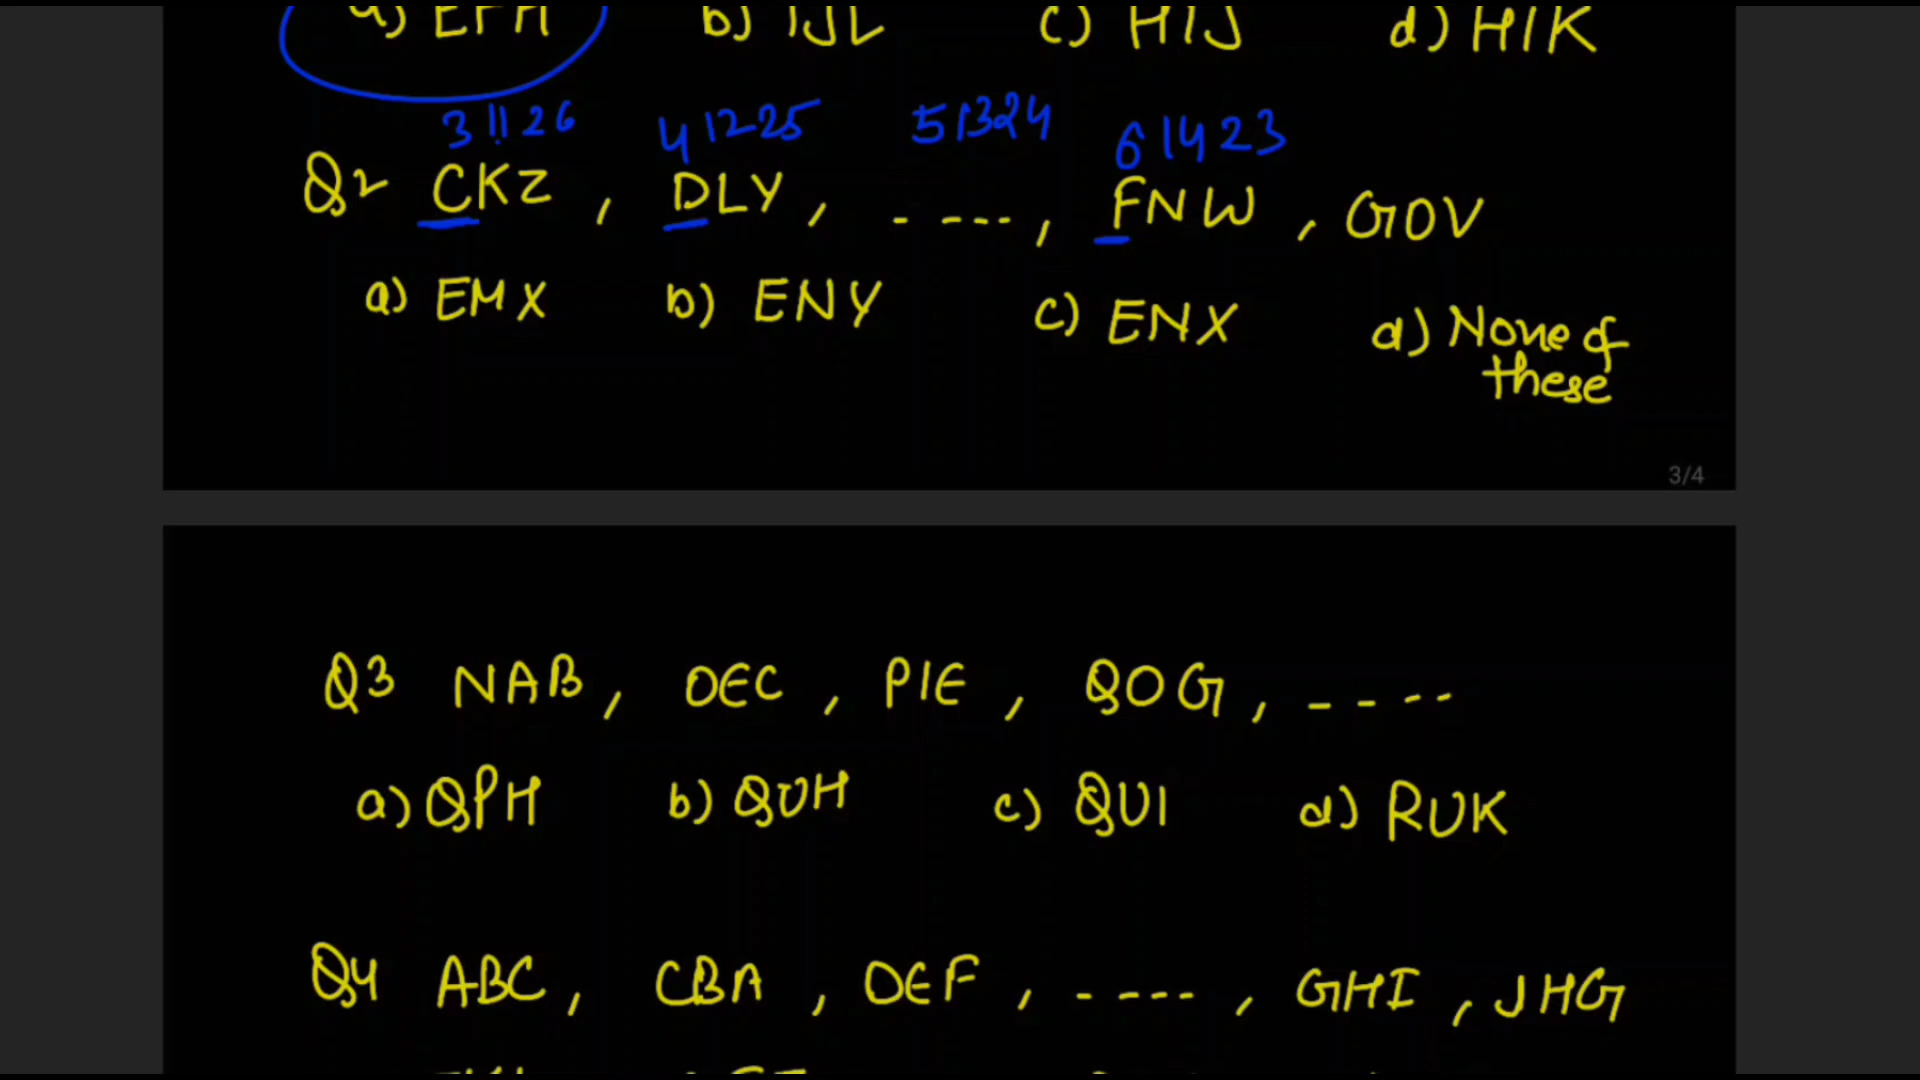 a) EFH b) IJL c) HIJ d) HIK
3 11 26 4 12 25 5 13 24 6 14 23
Q2 CKZ , DLY , - ---- , FNW , GOV
a) EMX b) ENY c) ENX d) None of
these
3/4
Q3 NAB , OEC , PIE , QOG , - - - -
a) QPH b) QUH c) QUI d) RUK
Q4 ABC , CBA , DEF , - ---- , GHI , JHG